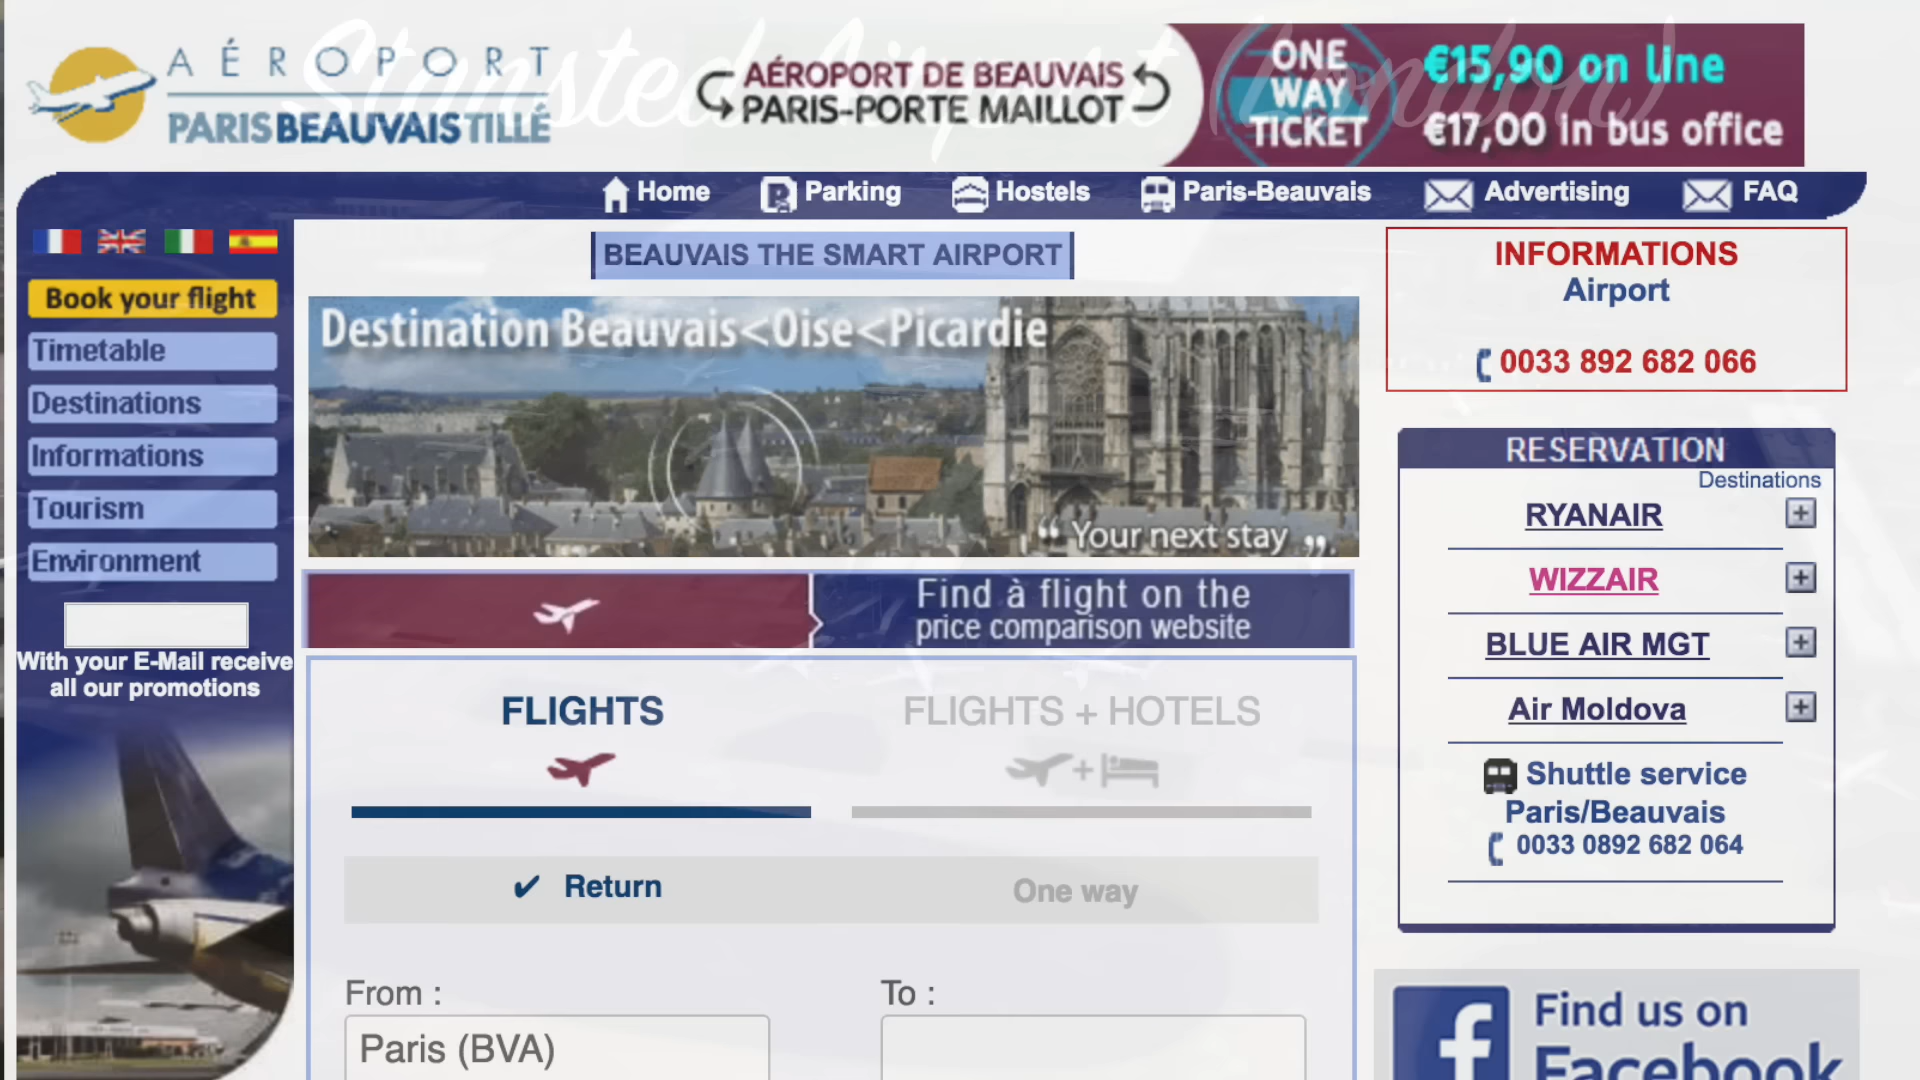 Stansted Airport (London)
AÉROPORT
PARISBEAUVAISTILLÉ
AÉROPORT DE BEAUVAIS
PARIS-PORTE MAILLOT
ONE
WAY
TICKET
€15,90 on line
€17,00 in bus office
Home
Parking
Hostels
Paris-Beauvais
Advertising
FAQ
Book your flight
Timetable
Destinations
Informations
Tourism
Environment
With your E-Mail receive
all our promotions
BEAUVAIS THE SMART AIRPORT
Destination Beauvais<Oise<Picardie
“ Your next stay ”
Find à flight on the
price comparison website
FLIGHTS
FLIGHTS + HOTELS
+
✔ Return
One way
From :
To :
Paris (BVA)
INFORMATIONS
Airport
0033 892 682 066
RESERVATION
Destinations
RYANAIR
WIZZAIR
BLUE AIR MGT
Air Moldova
Shuttle service
Paris/Beauvais
0033 0892 682 064
Find us on
Facebook